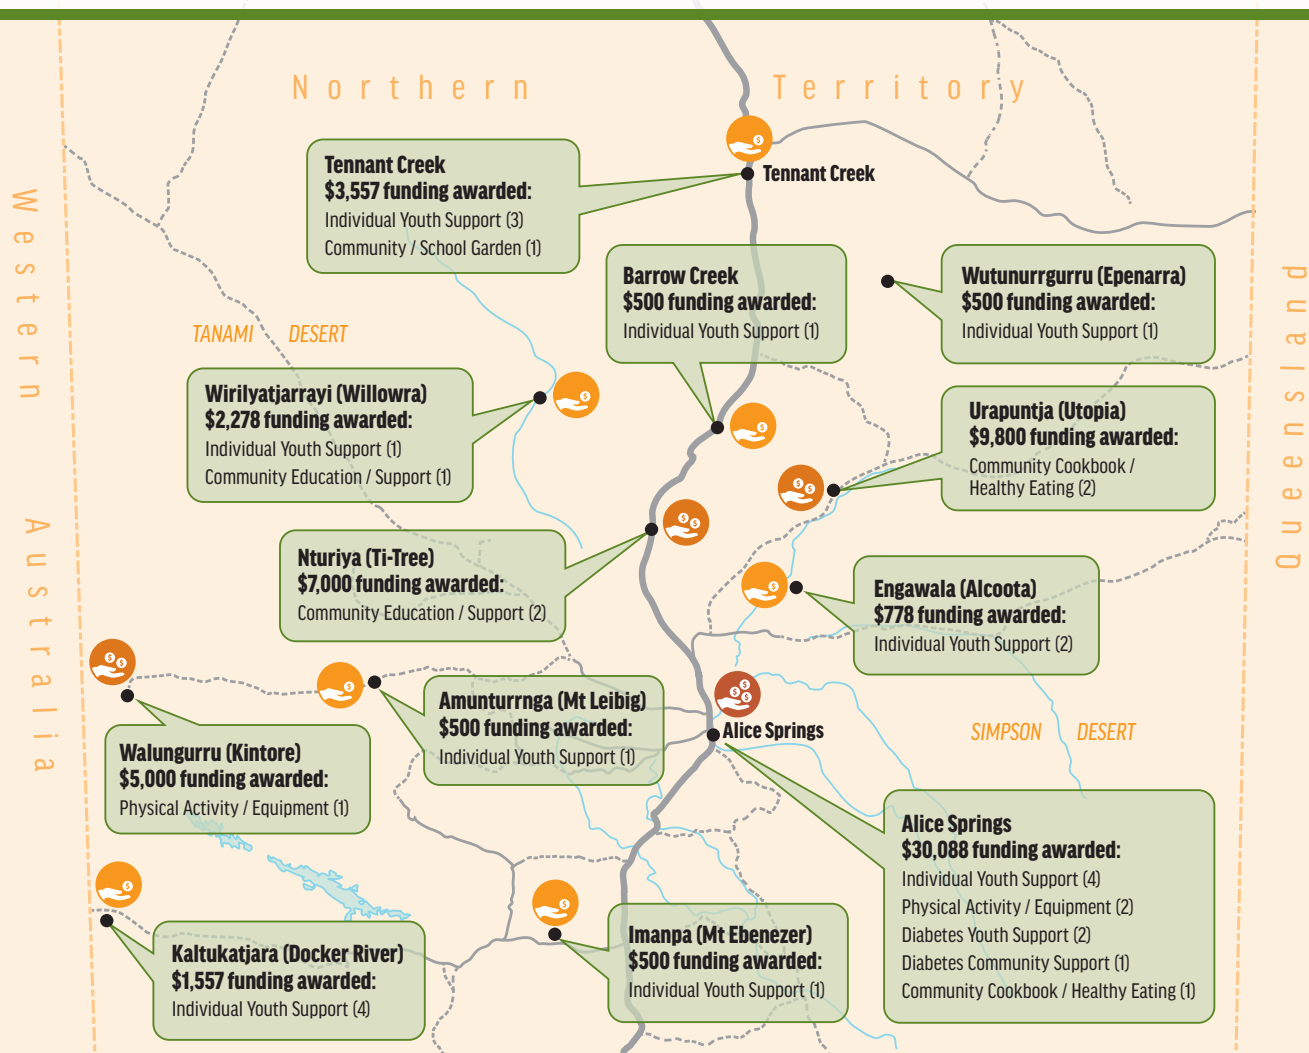 Northern Territory
Western Australia
Queensland
TANAMI DESERT
SIMPSON DESERT
Tennant Creek
$3,557 funding awarded:
Individual Youth Support (3)
Community / School Garden (1)
Tennant Creek
Barrow Creek
$500 funding awarded:
Individual Youth Support (1)
Wutunurrgurru (Epenarra)
$500 funding awarded:
Individual Youth Support (1)
Wirilyatjarrayi (Willowra)
$2,278 funding awarded:
Individual Youth Support (1)
Community Education / Support (1)
Urapuntja (Utopia)
$9,800 funding awarded:
Community Cookbook /
Healthy Eating (2)
Nturiya (Ti-Tree)
$7,000 funding awarded:
Community Education / Support (2)
Engawala (Alcoota)
$778 funding awarded:
Individual Youth Support (2)
Amunturrnga (Mt Leibig)
$500 funding awarded:
Individual Youth Support (1)
Alice Springs
Walungurru (Kintore)
$5,000 funding awarded:
Physical Activity / Equipment (1)
Alice Springs
$30,088 funding awarded:
Individual Youth Support (4)
Physical Activity / Equipment (2)
Diabetes Youth Support (2)
Diabetes Community Support (1)
Community Cookbook / Healthy Eating (1)
Kaltukatjara (Docker River)
$1,557 funding awarded:
Individual Youth Support (4)
Imanpa (Mt Ebenezer)
$500 funding awarded:
Individual Youth Support (1)